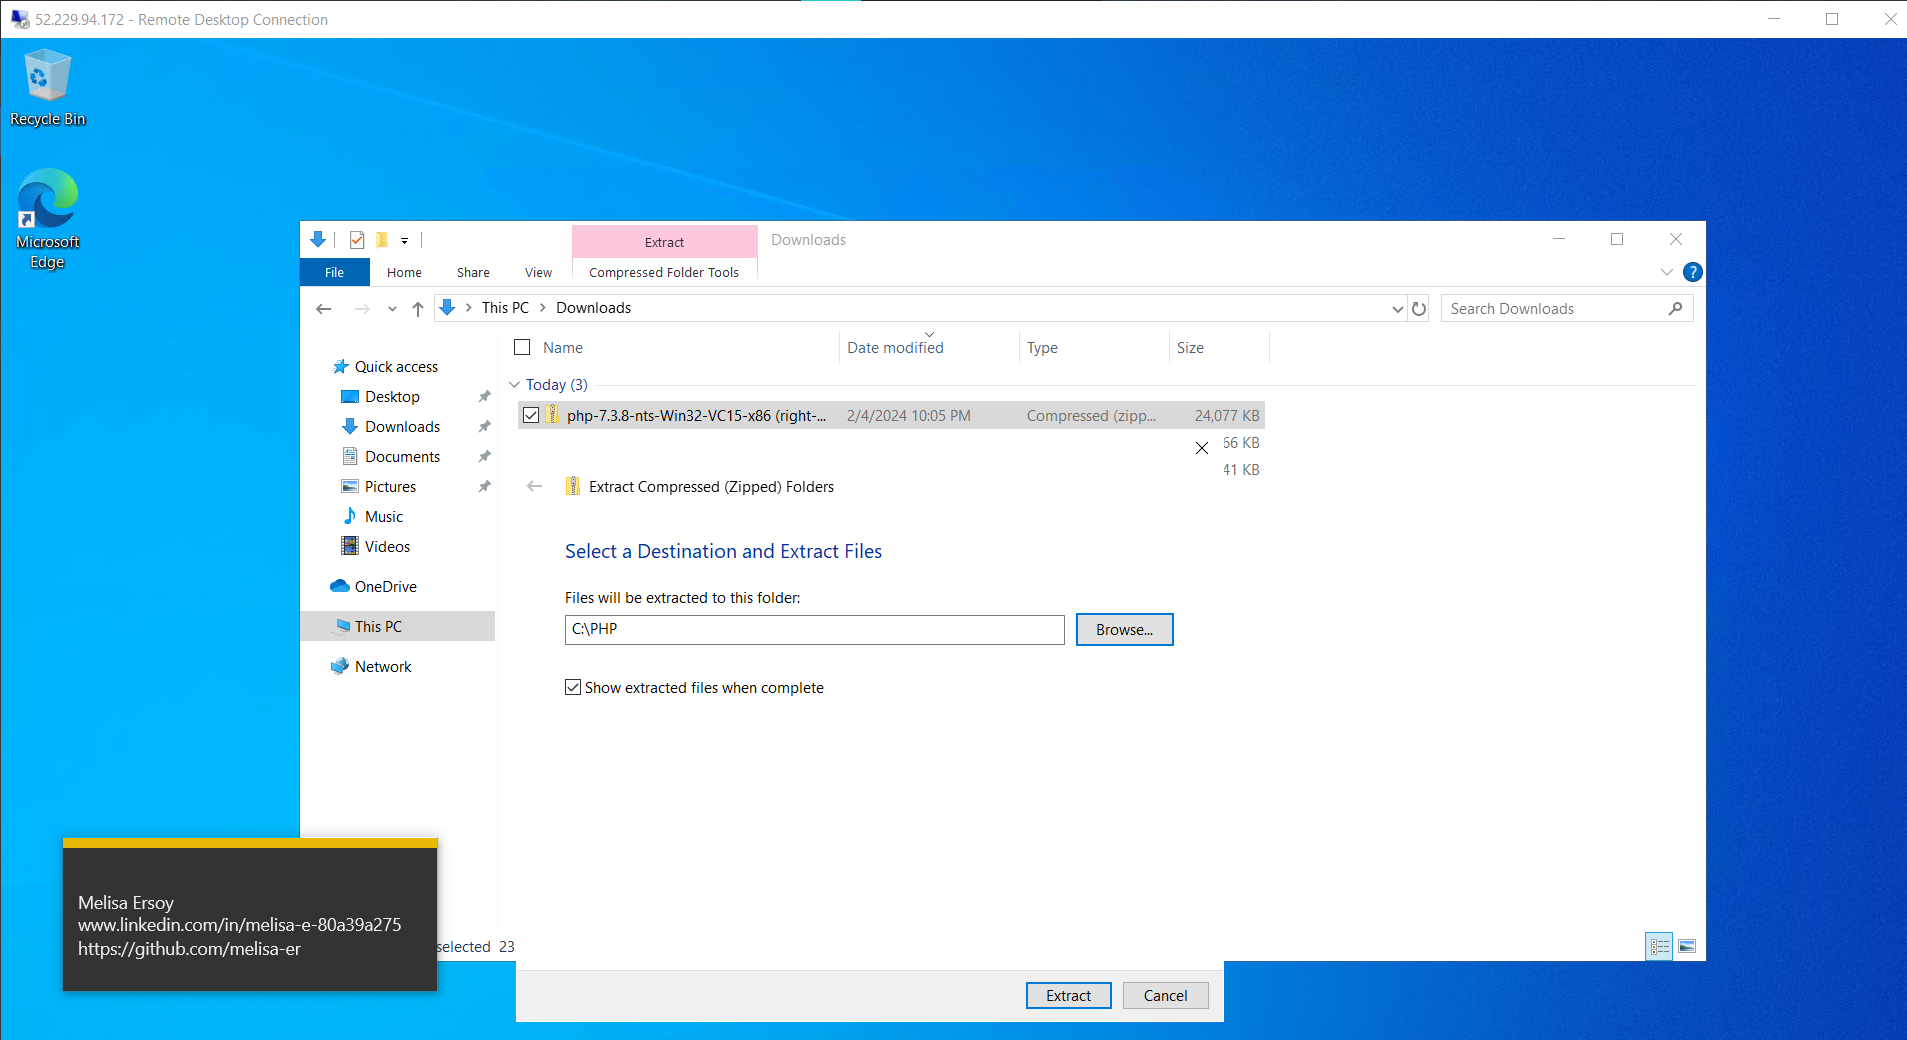 52.229.94.172 - Remote Desktop Connection
Recycle Bin
Microsoft
Edge
Extract
Downloads
File
Home
Share
View
Compressed Folder Tools
?
This PC
Downloads
Search Downloads
Name
Date modified
Type
Size
Quick access
Desktop
Downloads
Documents
Pictures
Music
Videos
OneDrive
This PC
Network
Today (3)
php-7.3.8-nts-Win32-VC15-x86 (right-...
2/4/2024 10:05 PM
Compressed (zipp...
24,077 KB
66 KB
41 KB
Extract Compressed (Zipped) Folders
Select a Destination and Extract Files
Files will be extracted to this folder:
C:\PHP
Browse...
Show extracted files when complete
Melisa Ersoy
www.linkedin.com/in/melisa-e-80a39a275
https://github.com/melisa-er
selected 23
Extract
Cancel